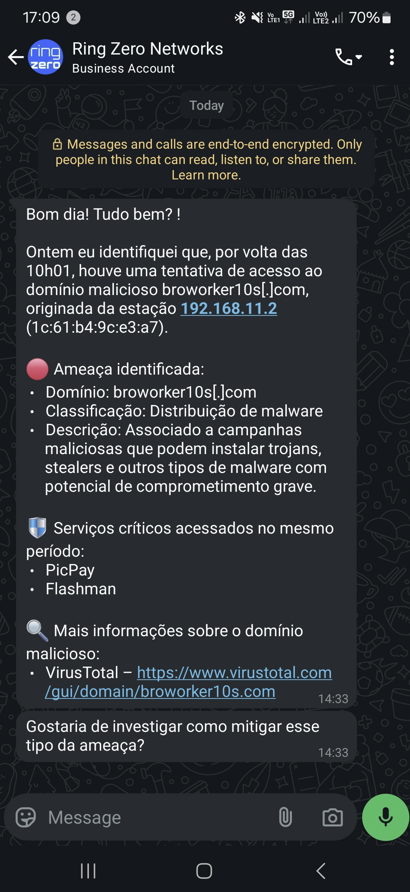 17:09 2 Vo) LTE1 5G Vo) LTE2 70%
Ring Zero Networks
ring
zero
Business Account
Today
Messages and calls are end-to-end encrypted. Only
people in this chat can read, listen to, or share them.
Learn more.
Bom dia! Tudo bem? !
Ontem eu identifiquei que, por volta das
10h01, houve uma tentativa de acesso ao
domínio malicioso broworker10s[.]com,
originada da estação 192.168.11.2
(1c:61:b4:9c:e3:a7).
🔴 Ameaça identificada:
• Domínio: broworker10s[.]com
• Classificação: Distribuição de malware
• Descrição: Associado a campanhas
maliciosas que podem instalar trojans,
stealers e outros tipos de malware com
potencial de comprometimento grave.
🛡️ Serviços críticos acessados no mesmo
período:
• PicPay
• Flashman
🔍 Mais informações sobre o domínio
malicioso:
• VirusTotal – https://www.virustotal.com
/gui/domain/broworker10s.com
14:33
Gostaria de investigar como mitigar esse
tipo da ameaça?
14:33
Message